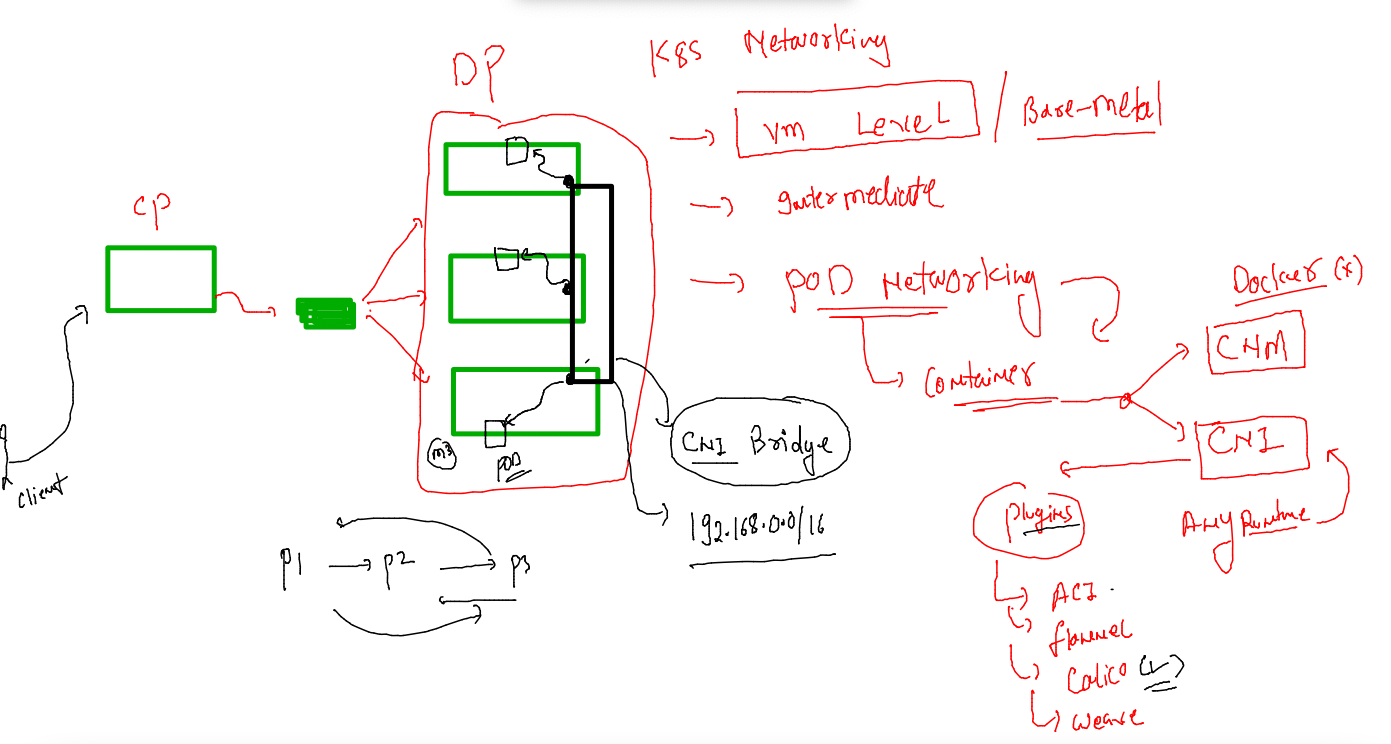 DP
K8s Networking
Vm Level / Bare-metal
CP
Intermediate
POD Networking
Docker (x)
CNM
Container
CNI
CNI Bridge
m3
POD
client
Plugins
Any Runtime
192.168.0.0/16
P1 P2 P3
ACI
flannel
Calico
weave